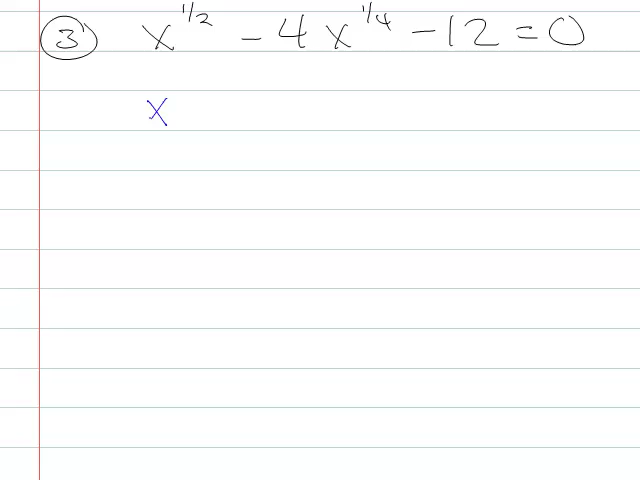 ③ x^1/2 - 4x^1/4 - 12 = 0
x